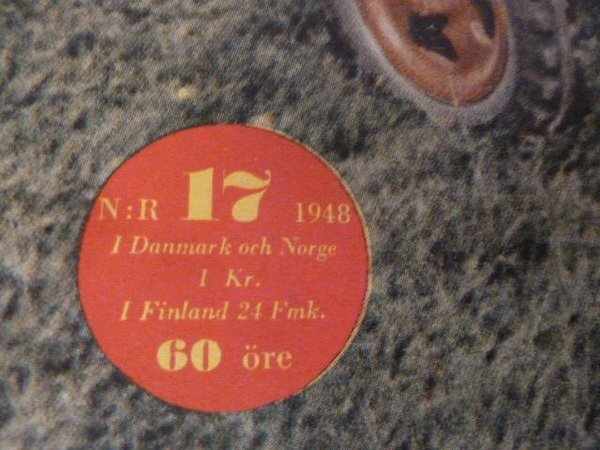 N:R 17 1948
I Danmark och Norge
1 Kr.
I Finland 24 Fmk.
60 öre